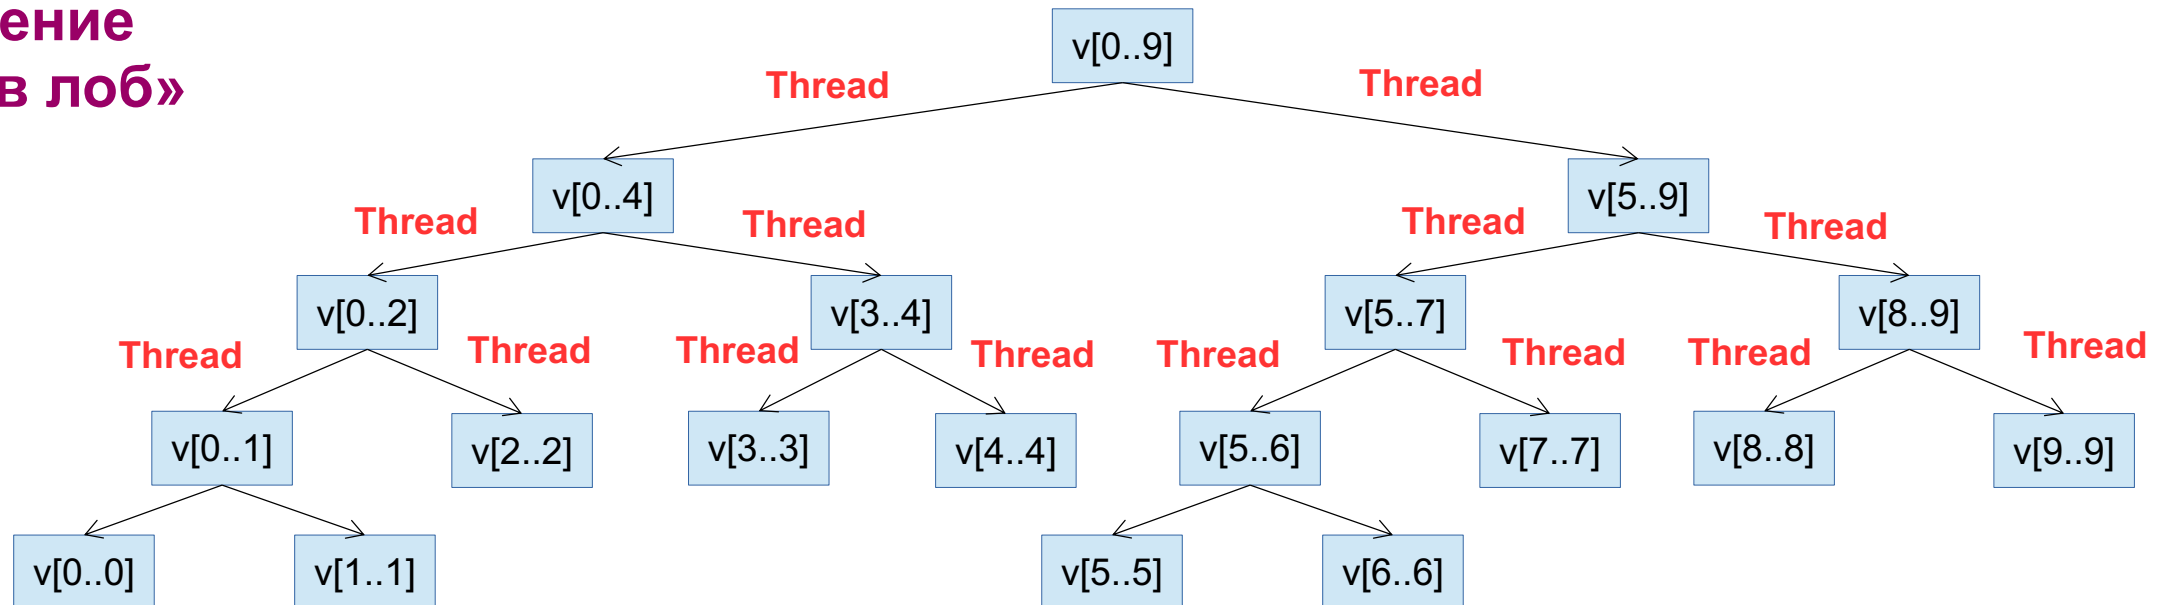 ение
в лоб»
v[0..9]
Thread
Thread
v[0..4]
v[5..9]
Thread
Thread
Thread
Thread
v[0..2]
v[3..4]
v[5..7]
v[8..9]
Thread
Thread
Thread
Thread
Thread
Thread
Thread
Thread
v[0..1]
v[2..2]
v[3..3]
v[4..4]
v[5..6]
v[7..7]
v[8..8]
v[9..9]
v[0..0]
v[1..1]
v[5..5]
v[6..6]